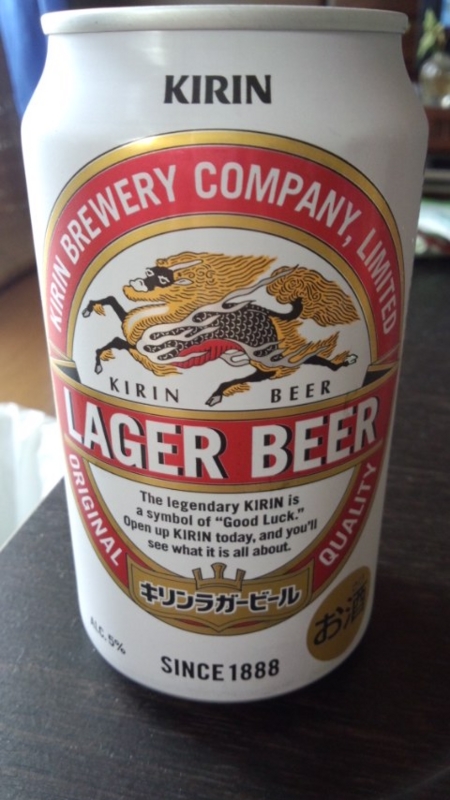 KIRIN
KIRIN BREWERY COMPANY, LIMITED
KIRIN BEER
LAGER BEER
ORIGINAL QUALITY
The legendary KIRIN is
a symbol of “Good Luck.”
Open up KIRIN today, and you'll
see what it is all about.
キリンラガービール
お酒
ALC. 5%
SINCE 1888